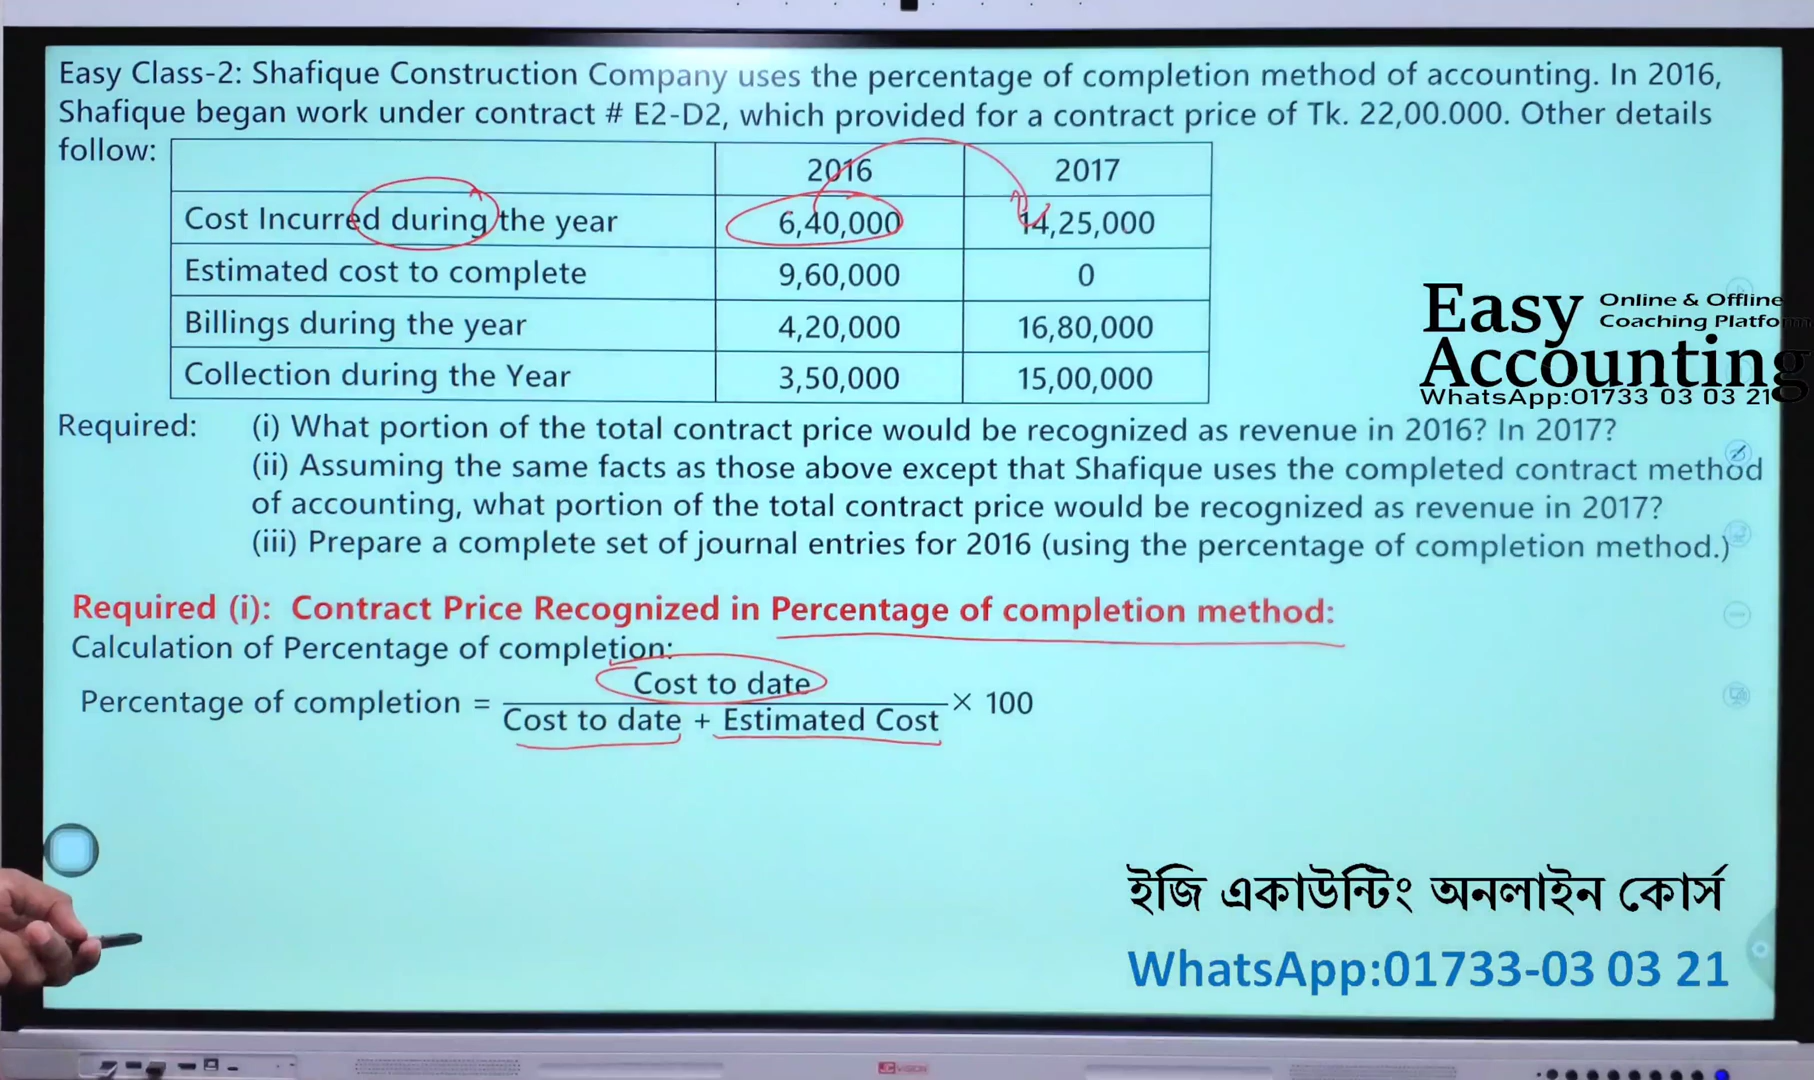 Easy Class-2: Shafique Construction Company uses the percentage of completion method of accounting. In 2016,
Shafique began work under contract # E2-D2, which provided for a contract price of Tk. 22,00.000. Other details
follow:
2016 2017
Cost Incurred during the year 6,40,000 14,25,000
Estimated cost to complete 9,60,000 0
Billings during the year 4,20,000 16,80,000
Collection during the Year 3,50,000 15,00,000
Easy Online & Offline
Coaching Platform
Accounting
WhatsApp:01733 03 03 21
Required: (i) What portion of the total contract price would be recognized as revenue in 2016? In 2017?
(ii) Assuming the same facts as those above except that Shafique uses the completed contract method
of accounting, what portion of the total contract price would be recognized as revenue in 2017?
(iii) Prepare a complete set of journal entries for 2016 (using the percentage of completion method.)
Required (i): Contract Price Recognized in Percentage of completion method:
Calculation of Percentage of completion:
Cost to date
Percentage of completion = × 100
Cost to date + Estimated Cost
ইজি একাউন্টিং অনলাইন কোর্স
WhatsApp:01733-03 03 21